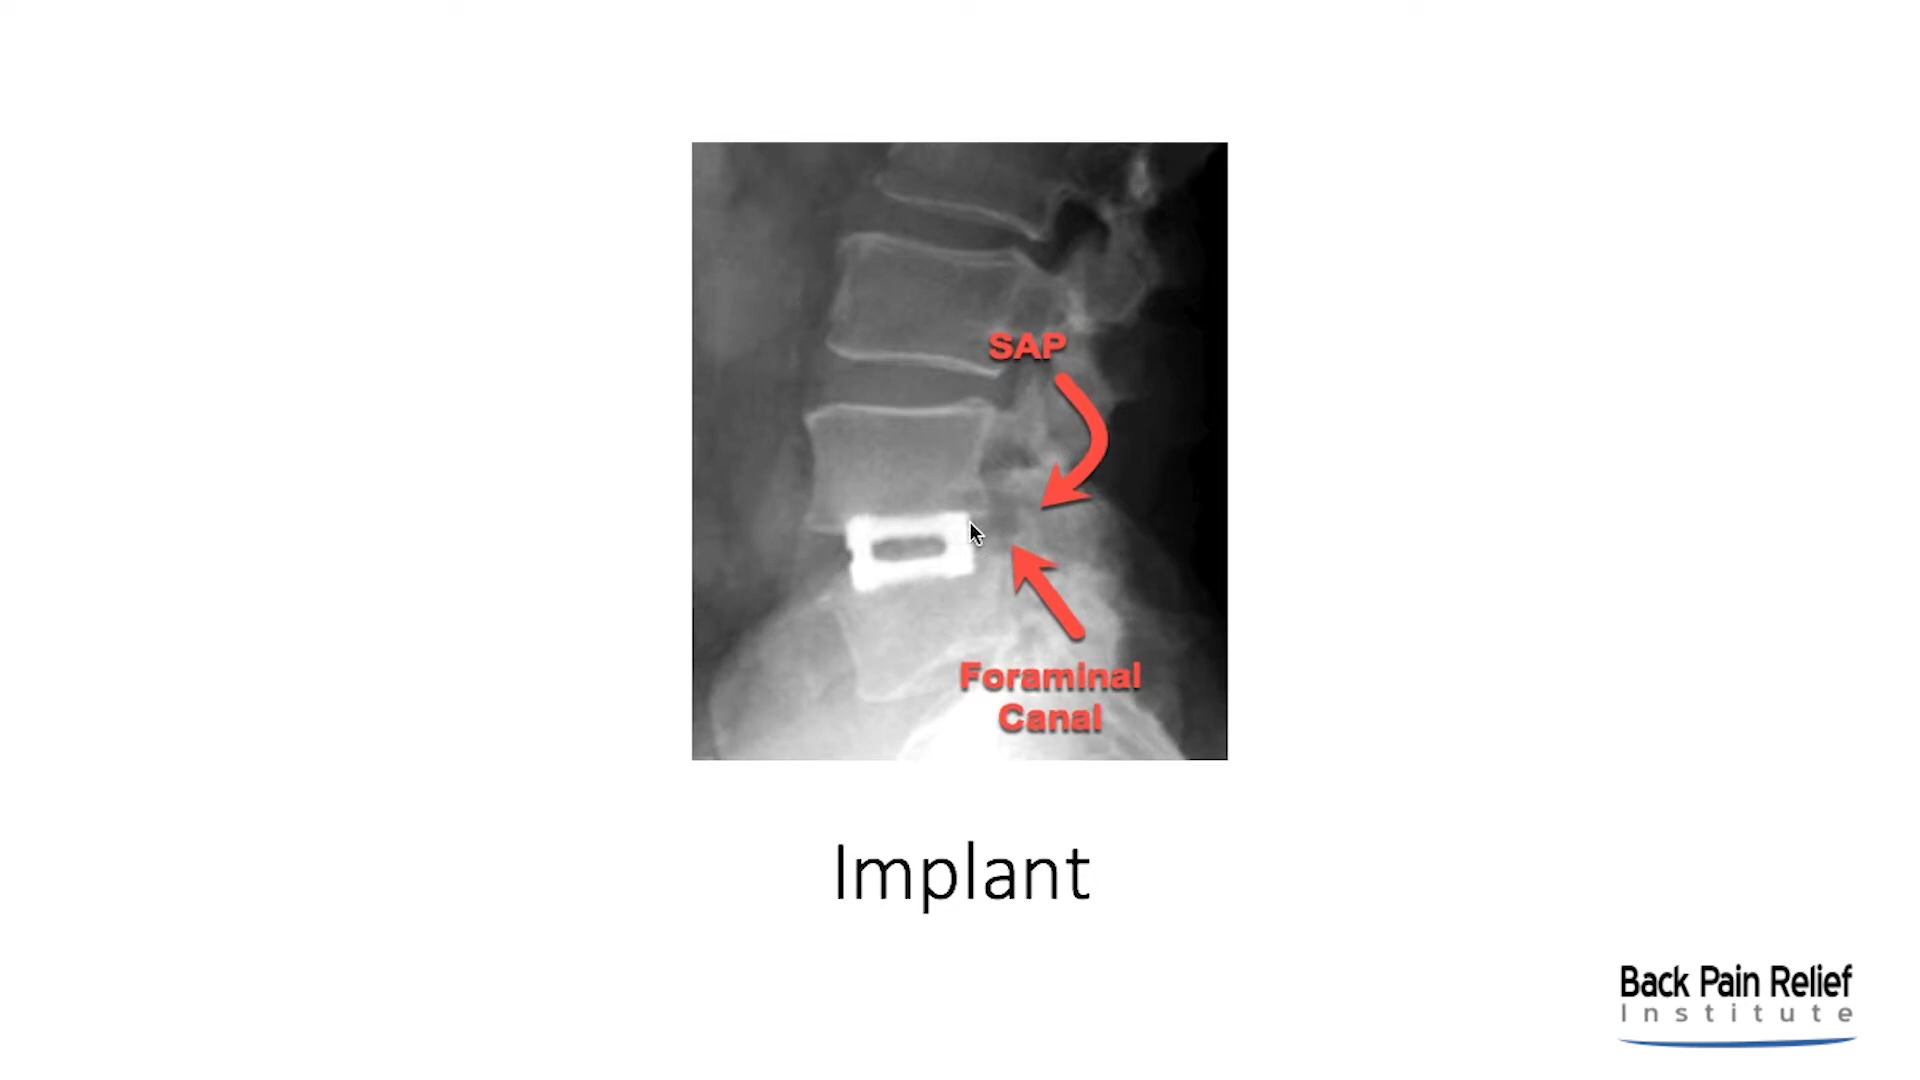 SAP
Foraminal
Canal
Implant
Back Pain Relief
Institute